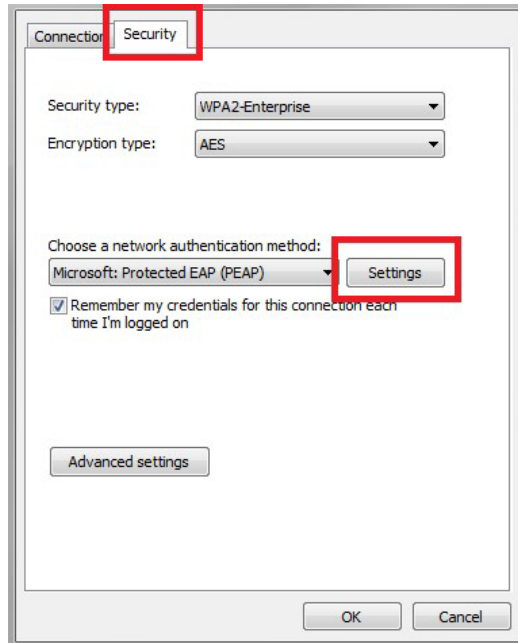 Connection Security
Security type: WPA2-Enterprise
Encryption type: AES
Choose a network authentication method:
Microsoft: Protected EAP (PEAP) Settings
Remember my credentials for this connection each
time I'm logged on
Advanced settings
OK Cancel